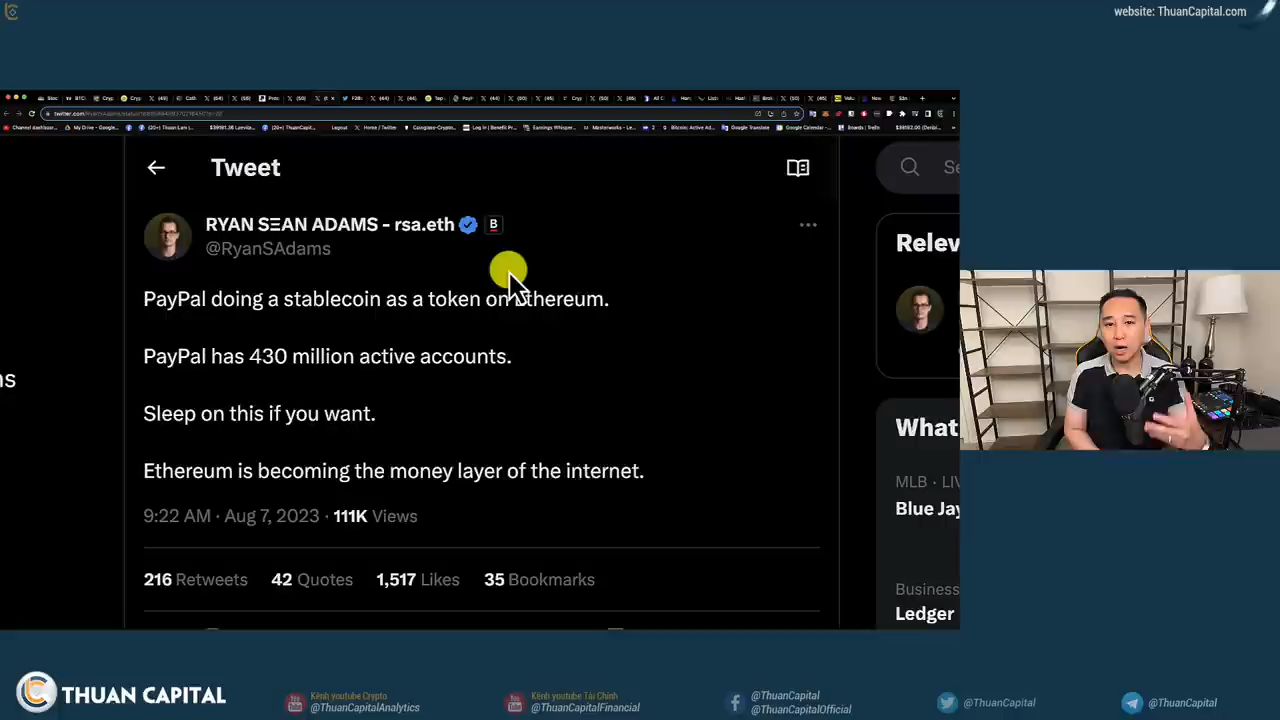 website: ThuanCapital.com
Tweet
Se
RYAN SΞAN ADAMS - rsa.eth
B
@RyanSAdams
PayPal doing a stablecoin as a token on Ethereum.
PayPal has 430 million active accounts.
Sleep on this if you want.
Ethereum is becoming the money layer of the internet.
9:22 AM · Aug 7, 2023 · 111K Views
216 Retweets 42 Quotes 1,517 Likes 35 Bookmarks
ns
Relev
What
MLB · LIV
Blue Jay
Business
Ledger
THUAN CAPITAL
Kênh youtube Crypto
@ThuanCapitalAnalytics
Kênh youtube Tài Chính
@ThuanCapitalFinancial
@ThuanCapital
@ThuanCapitalOfficial
@ThuanCapital
@ThuanCapital